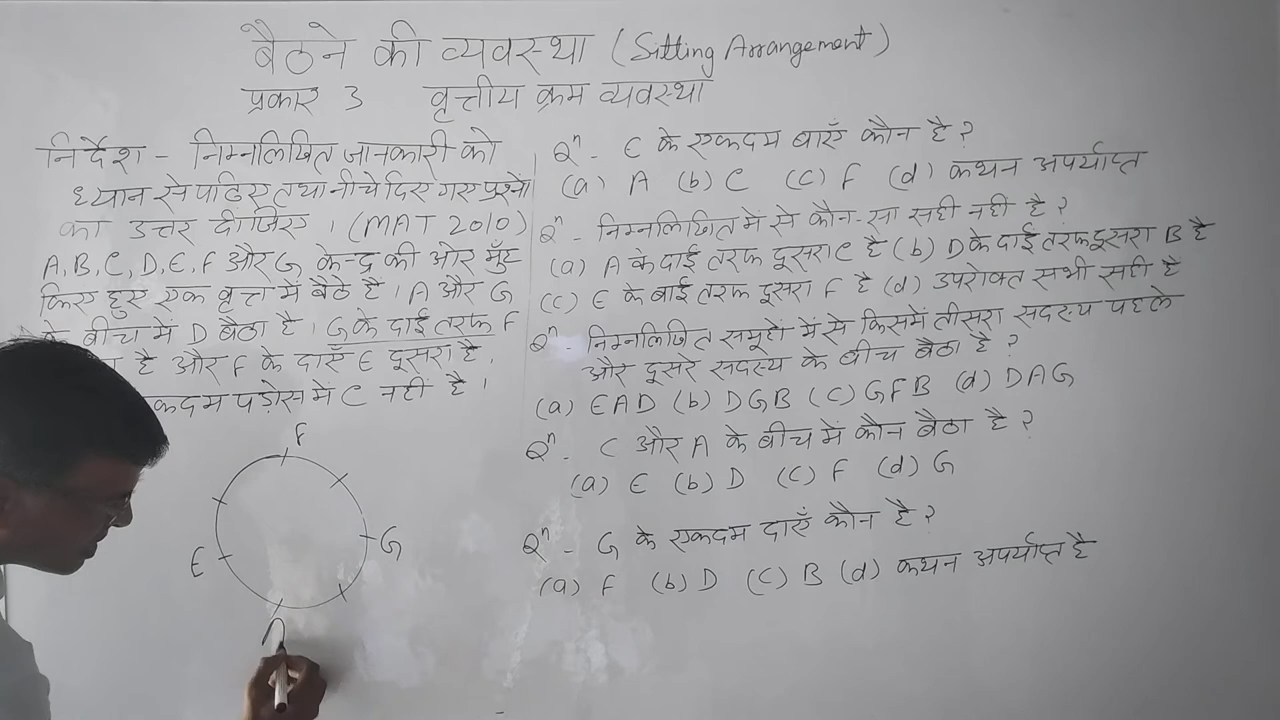 बैठने की व्यवस्था (Sitting Arrangement)
प्रकार 3 वृत्तीय क्रम व्यवस्था
निर्देश - निम्नलिखित जानकारी को
ध्यान से पढिए तथा नीचे दिए गए प्रश्नों
का उत्तर दीजिए । (MAT 2010)
A, B, C, D, E, F और G केन्द्र की ओर मुँह
किए हुए एक वृत्त में बैठे हैं । A और G
के बीच में D बैठा है । G के दाईं तरफ F
है और F के दाएँ E दूसरा है,
कदम पड़ोस में C नहीं है ।
F
G
E
Qn - E के एकदम बाएँ कौन है ?
(a) A (b) C (c) F (d) कथन अपर्याप्त
Qn - निम्नलिखित में से कौन-सा सही नहीं है ?
(a) A के दाईं तरफ दूसरा C है (b) D के दाईं तरफ दूसरा B है
(c) E के बाईं तरफ दूसरा F है (d) उपरोक्त सभी सही है
Qn - निम्नलिखित समूहों में से किसमें तीसरा सदस्य पहले
और दूसरे सदस्य के बीच बैठा है ?
(a) EAD (b) DGB (c) GFB (d) DAG
Qn - C और A के बीच में कौन बैठा है ?
(a) E (b) D (c) F (d) G
Qn - G के एकदम दाएँ कौन है ?
(a) F (b) D (c) B (d) कथन अपर्याप्त है